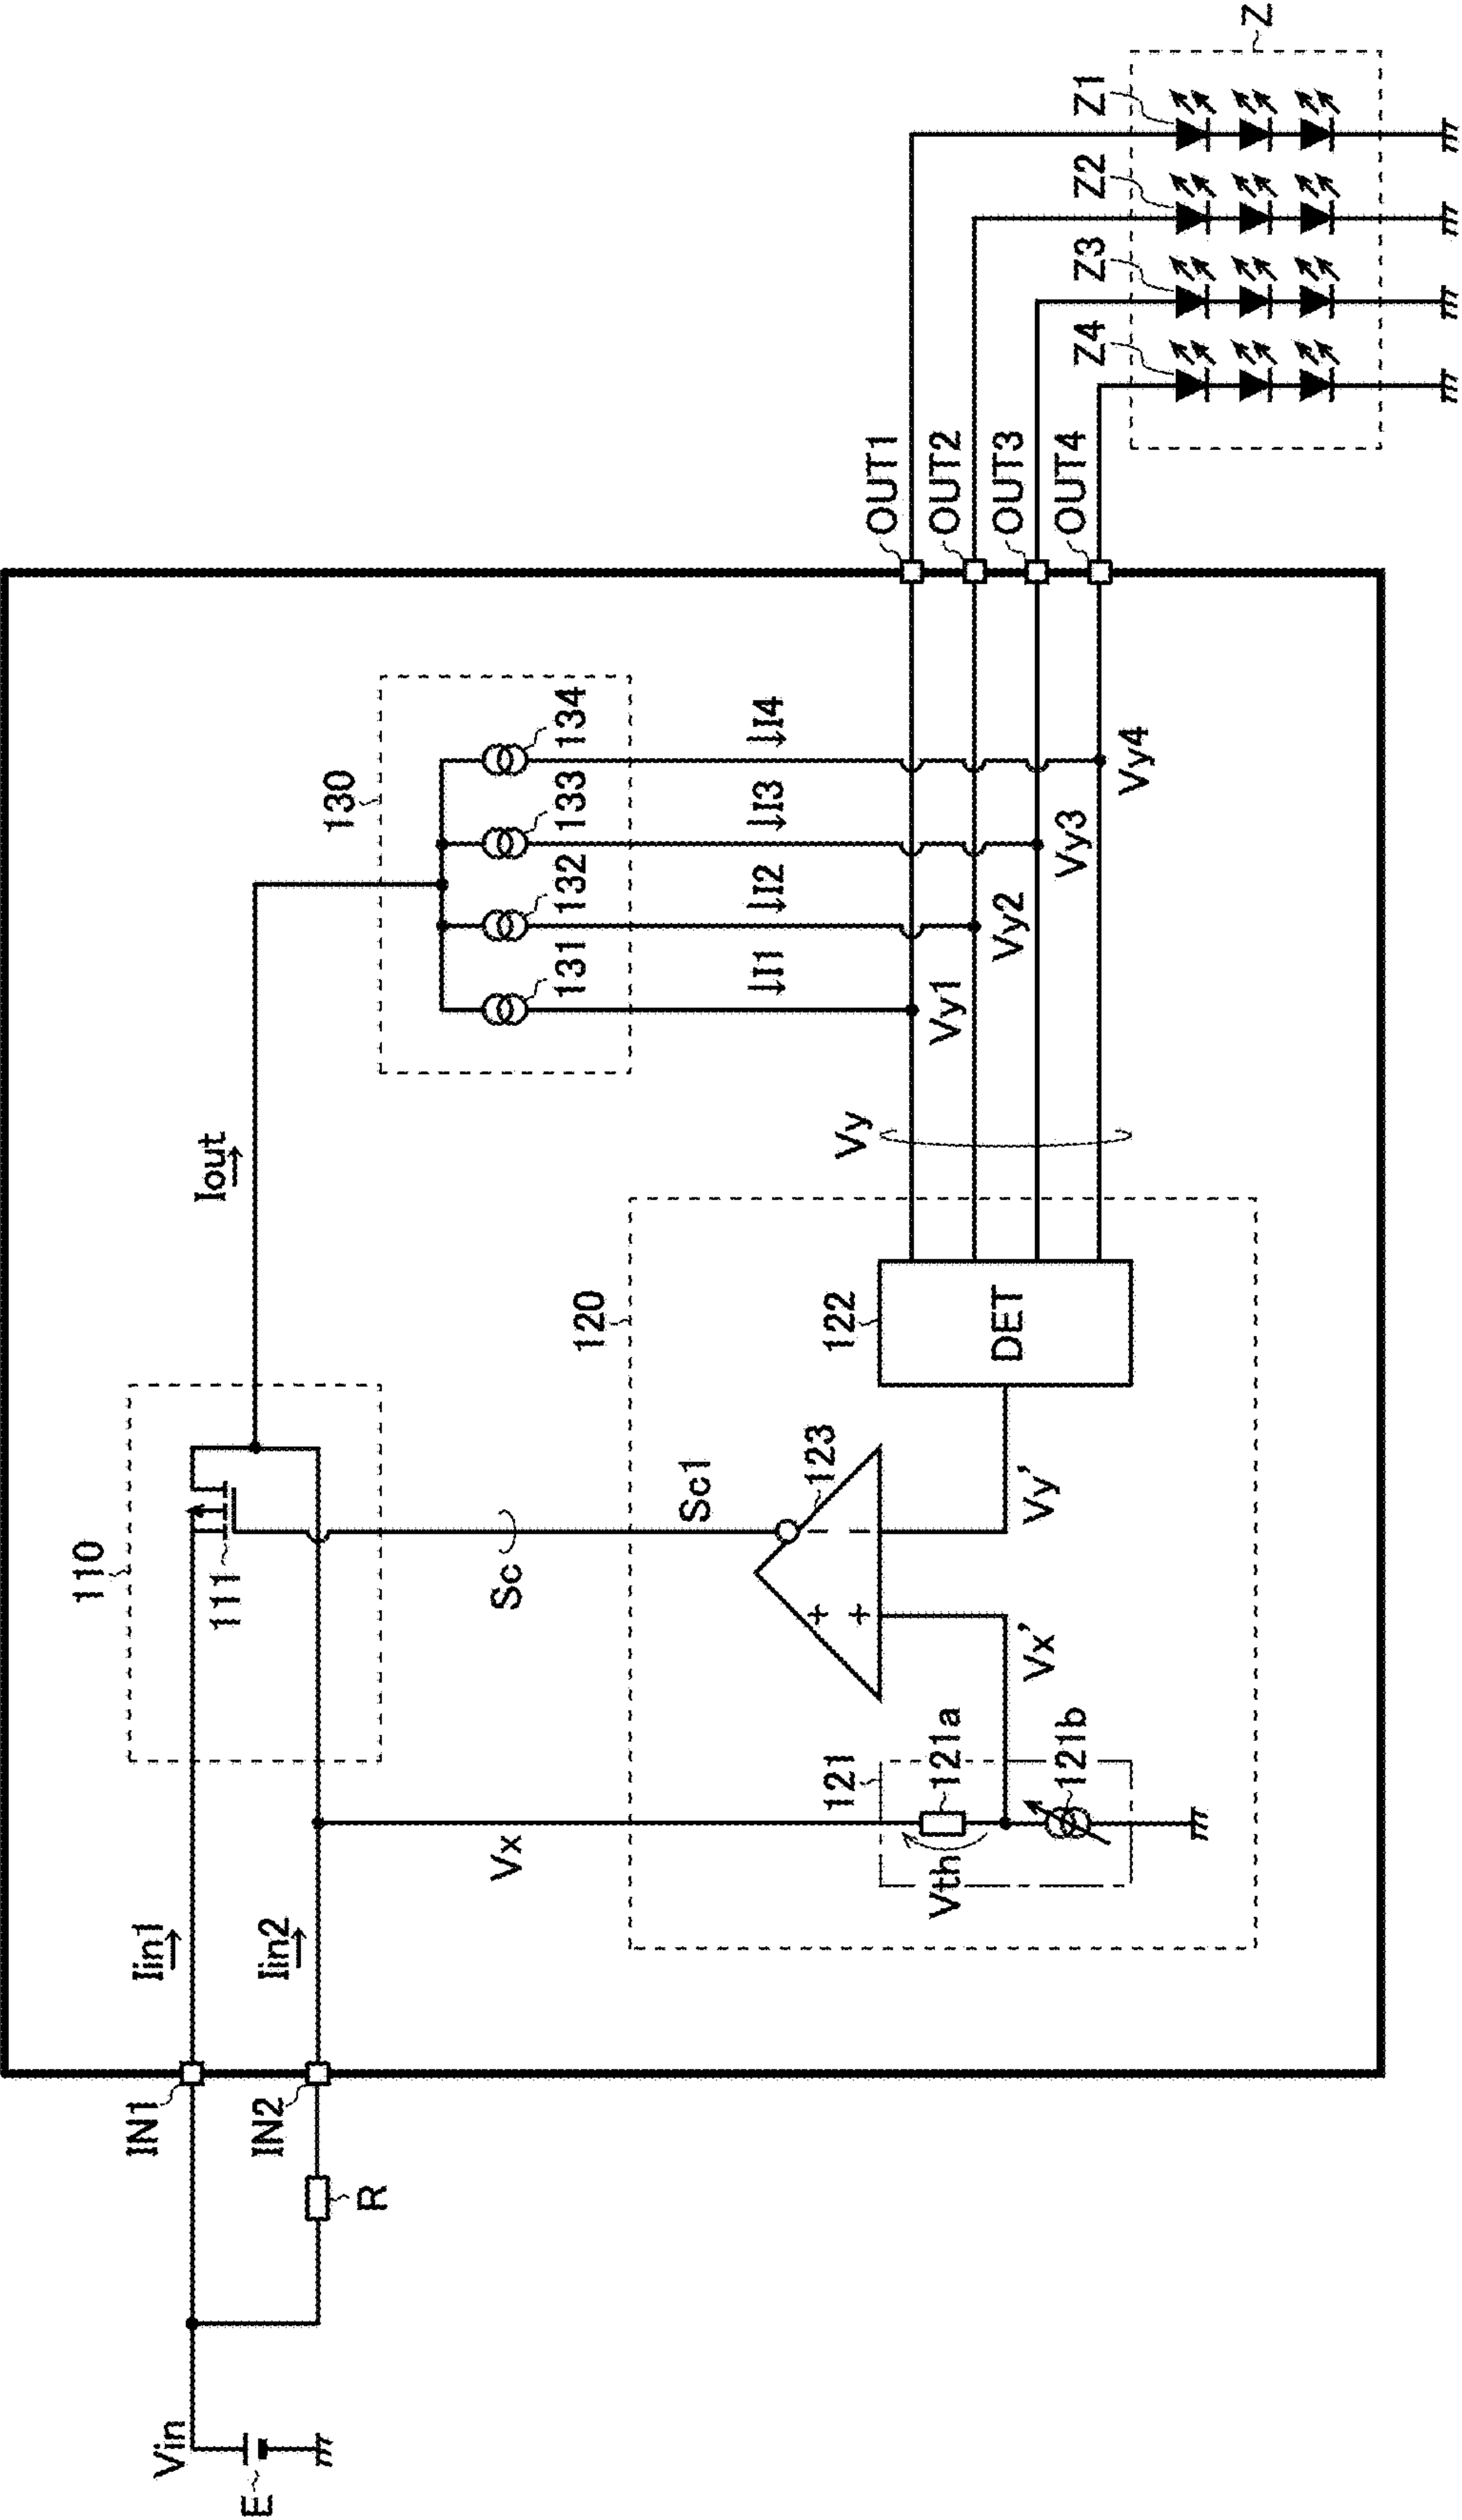 E
Vin
R
IN1
IN2
Iin1
Iin2
Vx
110
111
Iout
Sc
Sc1
120
121
121a
121b
Vth
Vx'
Vy'
123
+
+
−
−
122
DET
Vy
130
131
132
133
134
I1
I2
I3
I4
Vy1
Vy2
Vy3
Vy4
OUT1
OUT2
OUT3
OUT4
Z1
Z2
Z3
Z4
Z